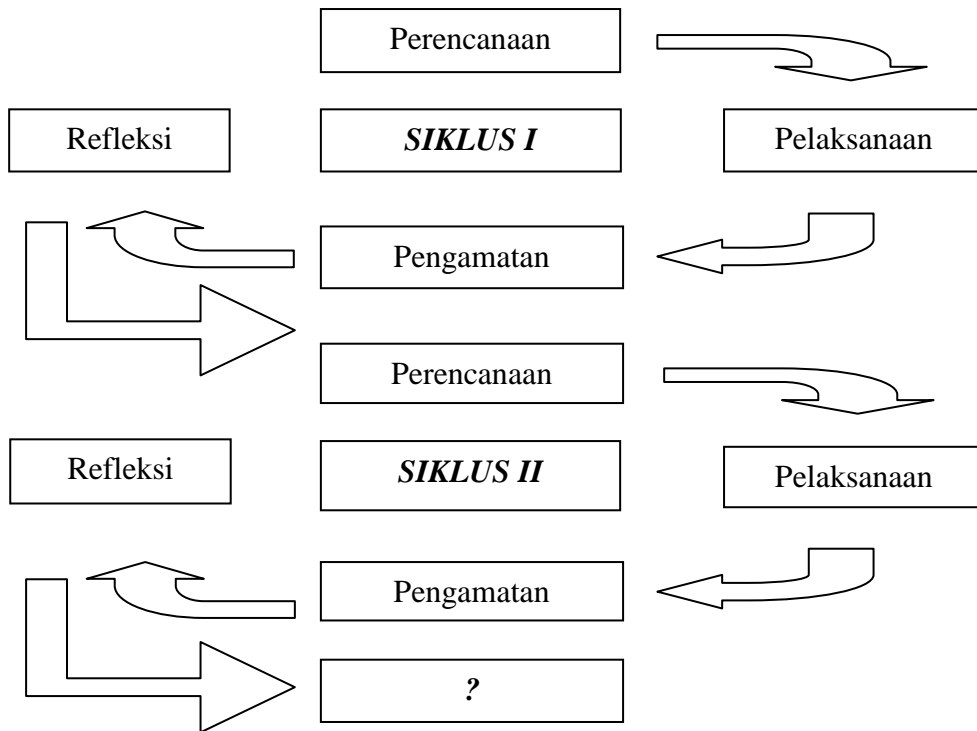 Perencanaan
Refleksi
SIKLUS I
Pelaksanaan
Pengamatan
Perencanaan
Refleksi
SIKLUS II
Pelaksanaan
Pengamatan
?